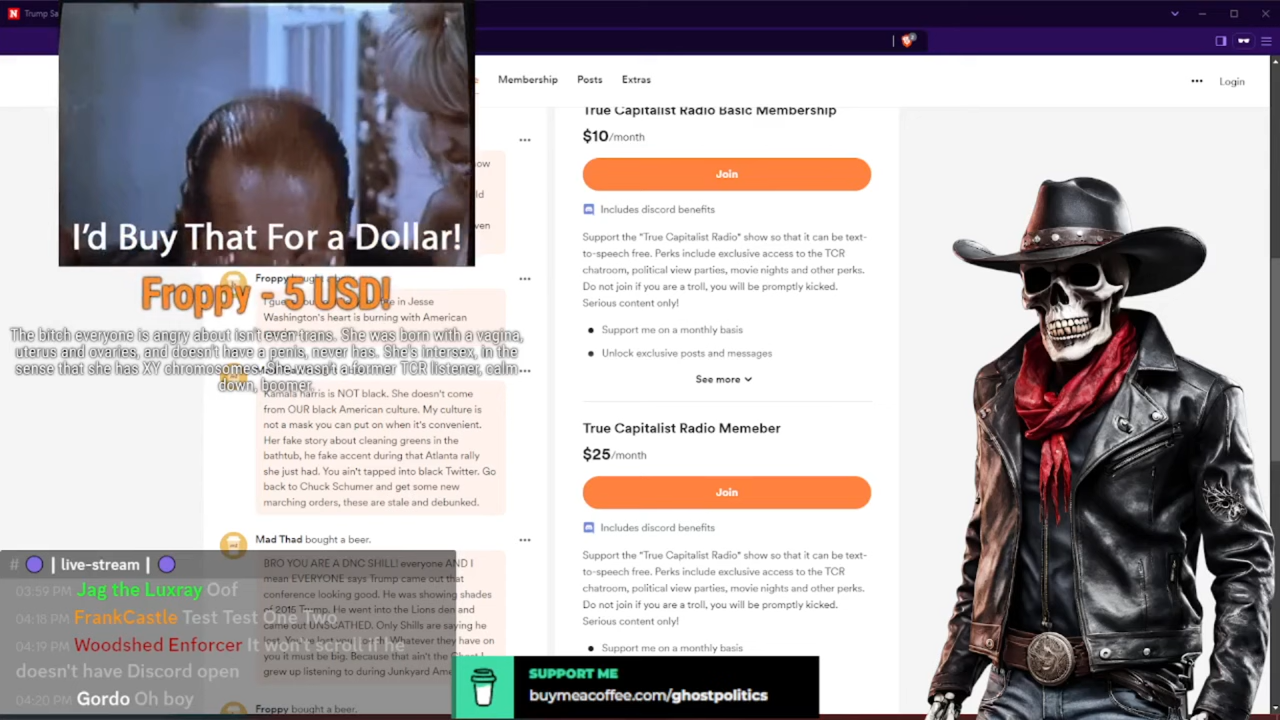 Trump Sa
Membership
Posts
Extras
Login
I'd Buy That For a Dollar!
Froppy - 5 USD!
The bitch everyone is angry about isn't even trans. She was born with a vagina,
uterus and ovaries, and doesn't have a penis, never has. She's intersex, in the
sense that she has XY chromosomes. She wasn't a former TCR listener, calm
down, boomer.
Froppy bought
in Jesse
Washington's heart is burning with American
Kamala harris is NOT black. She doesn't come
from OUR black American culture. My culture is
not a mask you can put on when it's convenient.
Her fake story about cleaning greens in the
bathtub, he fake accent during that Atlanta rally
she just had. You ain't tapped into black Twitter. Go
back to Chuck Schumer and get some new
marching orders, these are stale and debunked.
Mad Thad bought a beer.
BRO YOU ARE A DNC SHILL! everyone AND I
mean EVERYONE says Trump came out that
conference looking good. He was showing shades
of 2016 Trump. He went into the Lions den and
came out UNSCATHED. Only Shills are saying he
Whatever they have on
you it must be big. Because that ain't the Ghost I
grew up listening to during Junkyard Ame
Froppy bought a beer.
# | live-stream |
03:59 PM Jag the Luxray Oof
04:18 PM FrankCastle Test Test One Two
04:19 PM Woodshed Enforcer It won't scroll if he
doesn't have Discord open
04:20 PM Gordo Oh boy
True Capitalist Radio Basic Membership
$10/month
Join
Includes discord benefits
Support the "True Capitalist Radio" show so that it can be text-
to-speech free. Perks include exclusive access to the TCR
chatroom, political view parties, movie nights and other perks.
Do not join if you are a troll, you will be promptly kicked.
Serious content only!
Support me on a monthly basis
Unlock exclusive posts and messages
See more
True Capitalist Radio Memeber
$25/month
Join
Includes discord benefits
Support the "True Capitalist Radio" show so that it can be text-
to-speech free. Perks include exclusive access to the TCR
chatroom, political view parties, movie nights and other perks.
Do not join if you are a troll, you will be promptly kicked.
Serious content only!
Support me on a monthly basis
SUPPORT ME
buymeacoffee.com/ghostpolitics